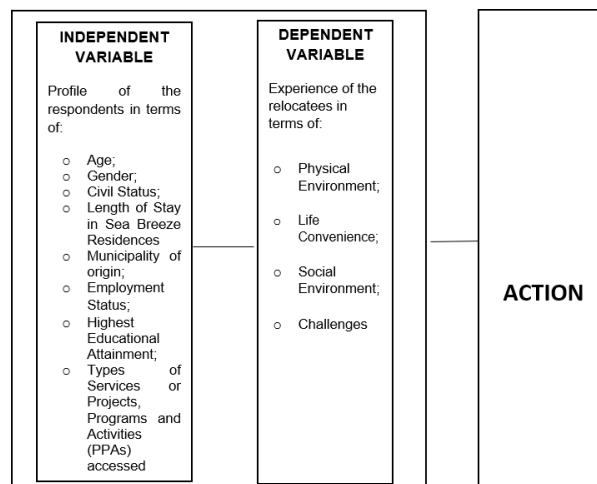 INDEPENDENT
VARIABLE
Profile of the
respondents in terms
of:
o Age;
o Gender;
o Civil Status;
o Length of Stay
in Sea Breeze
Residences
o Municipality of
origin;
o Employment
Status;
o Highest
Educational
Attainment;
o Types of
Services or
Projects,
Programs and
Activities
(PPAs)
accessed
DEPENDENT
VARIABLE
Experience of the
relocatees in
terms of:
o Physical
Environment;
o Life
Convenience;
o Social
Environment;
o Challenges
ACTION